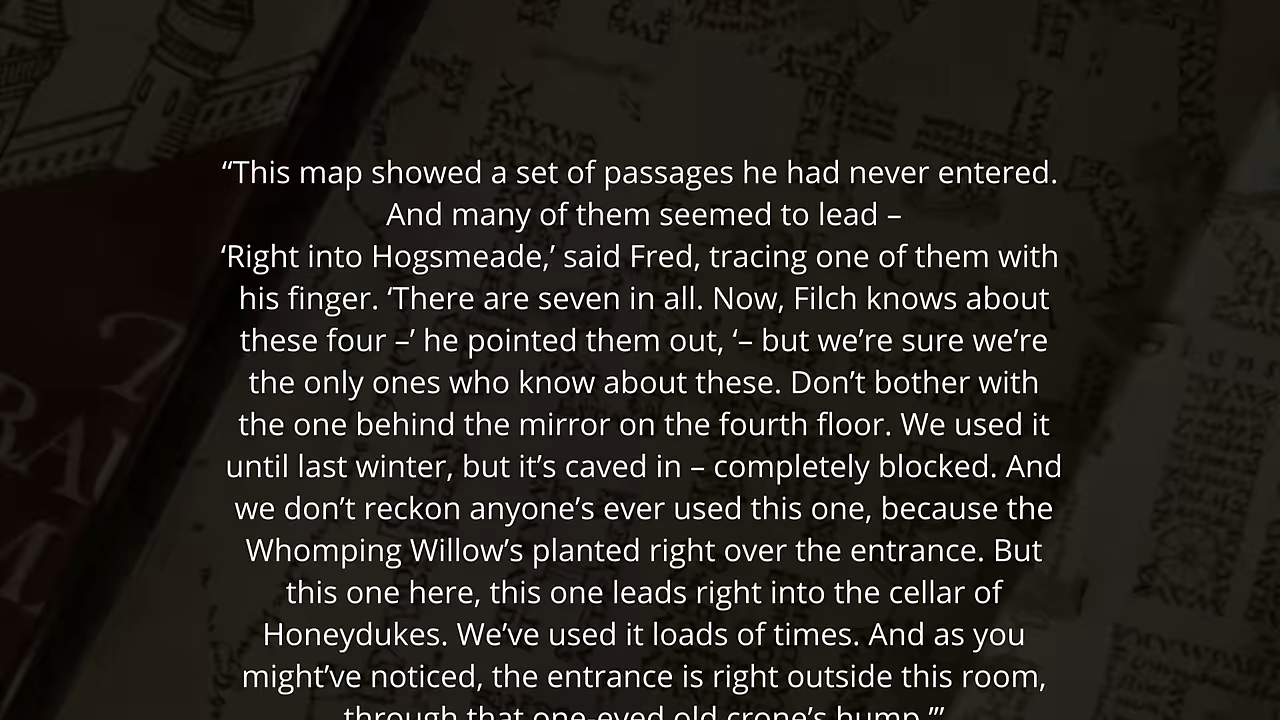 “This map showed a set of passages he had never entered.
And many of them seemed to lead –
‘Right into Hogsmeade,’ said Fred, tracing one of them with
his finger. ‘There are seven in all. Now, Filch knows about
these four –’ he pointed them out, ‘– but we’re sure we’re
the only ones who know about these. Don’t bother with
the one behind the mirror on the fourth floor. We used it
until last winter, but it’s caved in – completely blocked. And
we don’t reckon anyone’s ever used this one, because the
Whomping Willow’s planted right over the entrance. But
this one here, this one leads right into the cellar of
Honeydukes. We’ve used it loads of times. And as you
might’ve noticed, the entrance is right outside this room,
through that one-eyed old crone’s hump.’”